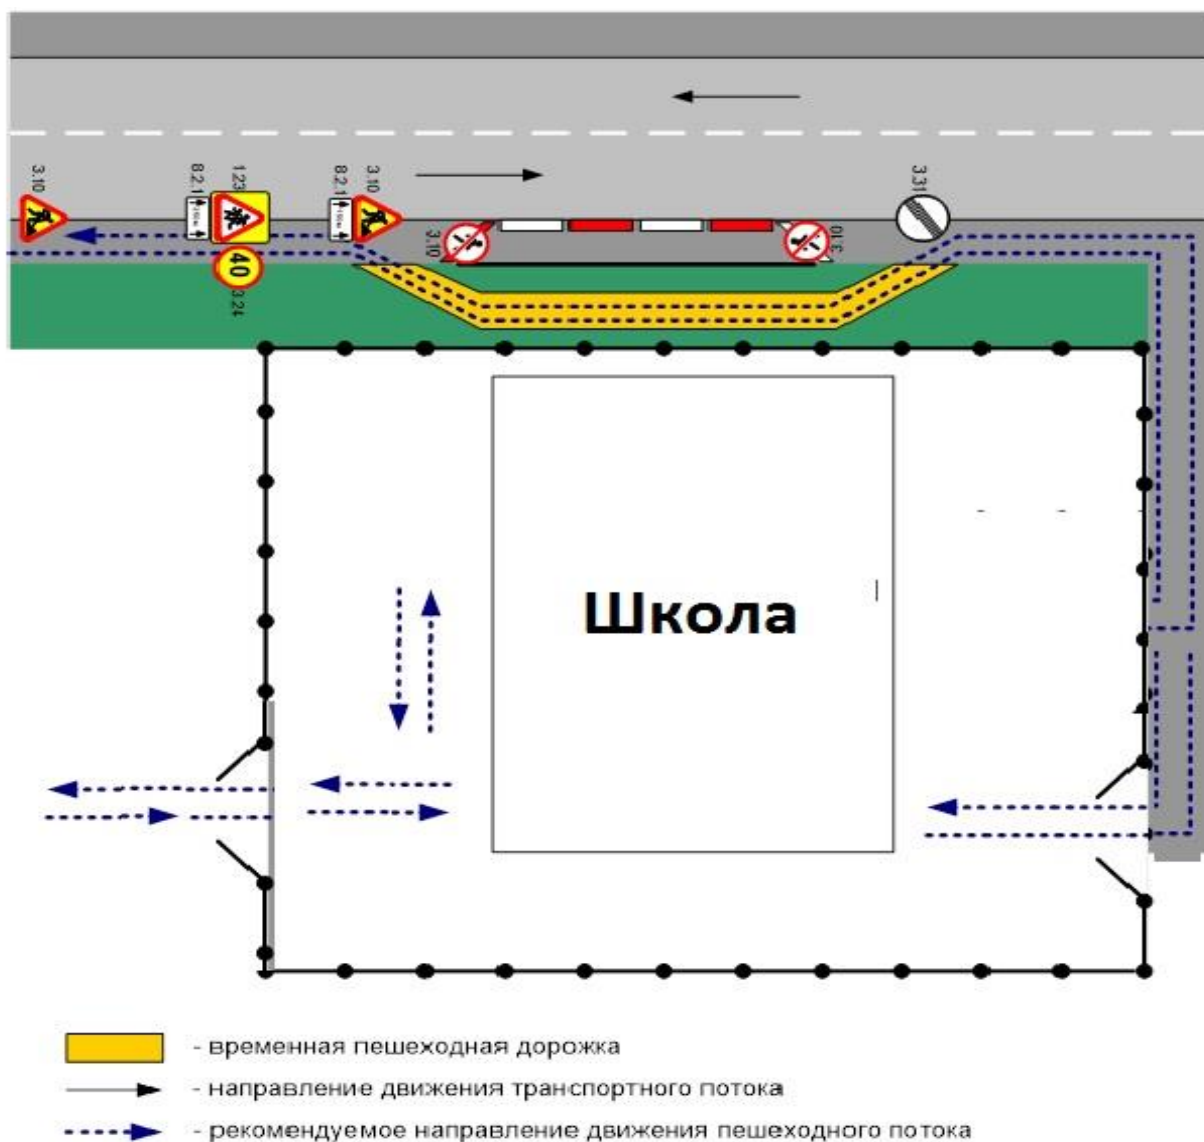 3.10
8.2.1
1.23
40
3.24
8.2.1
3.10
3.10
3.10
3.31
Школа
- временная пешеходная дорожка
- направление движения транспортного потока
- рекомендуемое направление движения пешеходного потока